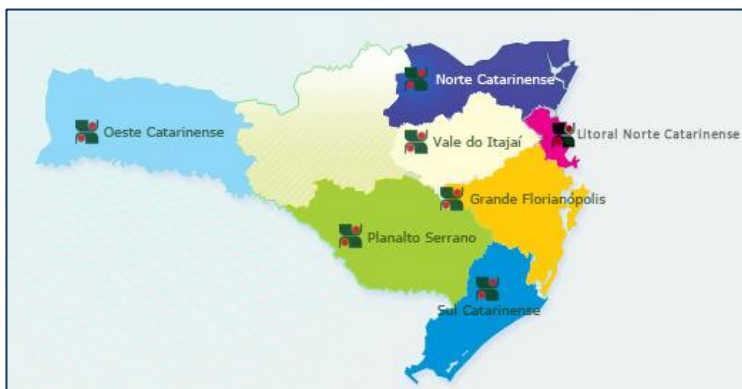 Norte Catarinense
Oeste Catarinense
Litoral Norte Catarinense
Vale do Itajaí
Grande Florianópolis
Planalto Serrano
Sul Catarinense